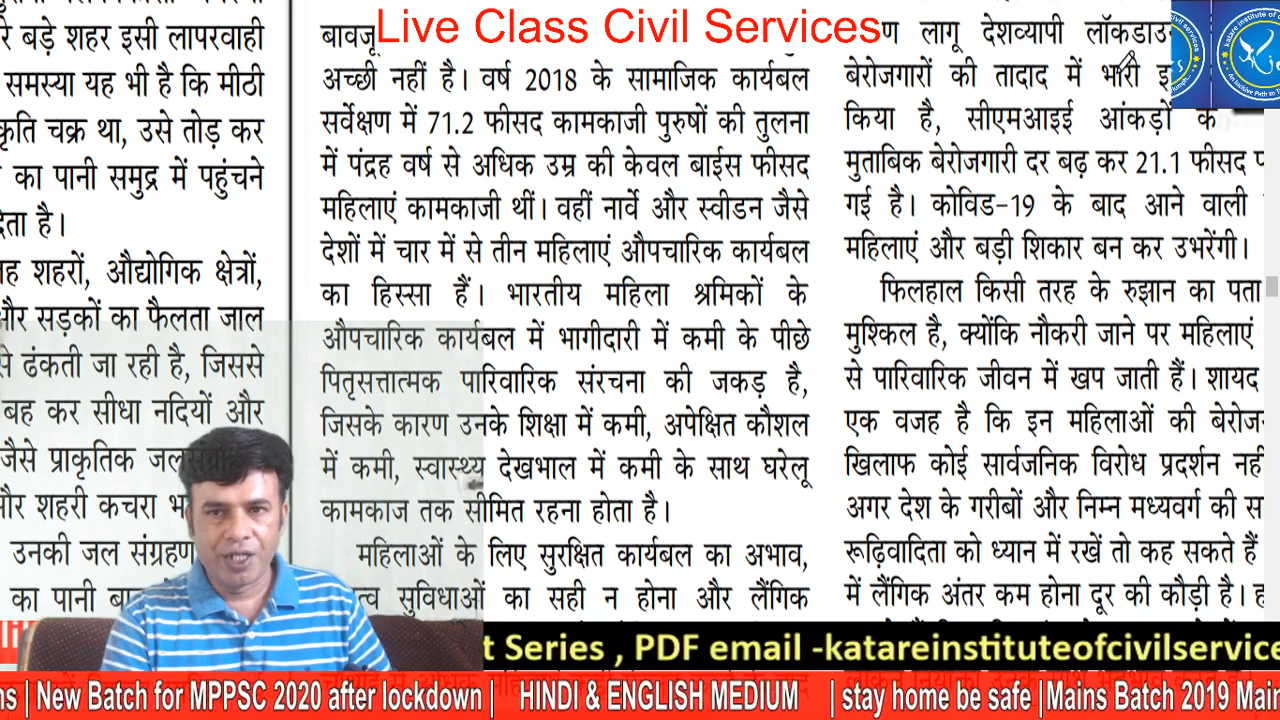 Live Class Civil Services
रे बड़े शहर इसी लापरवाही
समस्या यह भी है कि मीठी
कृति चक्र था, उसे तोड़ कर
का पानी समुद्र में पहुंचने
देता है।
शहरों, औद्योगिक क्षेत्रों,
और सड़कों का फैलता जाल
से ढंकती जा रही है, जिससे
बह कर सीधा नदियों और
जैसे प्राकृतिक
और शहरी कचरा
उनकी जल संग्रहण
का पानी
अच्छी नहीं है। वर्ष 2018 के सामाजिक कार्यबल
सर्वेक्षण में 71.2 फीसद कामकाजी पुरुषों की तुलना
में पंद्रह वर्ष से अधिक उम्र की केवल बाईस फीसद
महिलाएं कामकाजी थीं। वहीं नार्वे और स्वीडन जैसे
देशों में चार में से तीन महिलाएं औपचारिक कार्यबल
का हिस्सा हैं। भारतीय महिला श्रमिकों के
औपचारिक कार्यबल में भागीदारी में कमी के पीछे
पितृसत्तात्मक पारिवारिक संरचना की जकड़ है,
जिसके कारण उनके शिक्षा में कमी, अपेक्षित कौशल
में कमी, स्वास्थ्य देखभाल में कमी के साथ घरेलू
कामकाज तक सीमित रहना होता है।
महिलाओं के लिए सुरक्षित कार्यबल का अभाव,
सुविधाओं का सही न होना और लैंगिक
लागू देशव्यापी
बेरोजगारों की तादाद में भारी
किया है, सीएमआइई आंकड़ों के
मुताबिक बेरोजगारी दर बढ़ कर 21.1 फीसद
गई है। कोविड-19 के बाद आने वाली
महिलाएं और बड़ी शिकार बन कर उभरेंगी।
फिलहाल किसी तरह के रुझान का पता
मुश्किल है, क्योंकि नौकरी जाने पर महिलाएं
से पारिवारिक जीवन में खप जाती हैं। शायद
एक वजह है कि इन महिलाओं की
खिलाफ कोई सार्वजनिक विरोध प्रदर्शन
अगर देश के गरीबों और निम्न मध्यवर्ग की
रूढ़िवादिता को ध्यान में रखें तो कह सकते हैं
में लैंगिक अंतर कम होना दूर की कौड़ी है।
t Series , PDF email -katareinstituteofcivilservice
ns | New Batch for MPPSC 2020 after lockdown | HINDI & ENGLISH MEDIUM | stay home be safe |Mains Batch 2019 Mai